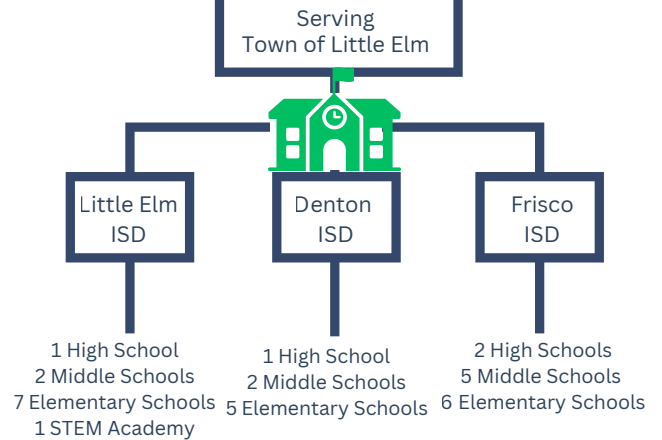 Serving
Town of Little Elm
Little Elm
ISD
Denton
ISD
Frisco
ISD
1 High School
2 Middle Schools
7 Elementary Schools
1 STEM Academy
1 High School
2 Middle Schools
5 Elementary Schools
2 High Schools
5 Middle Schools
6 Elementary Schools